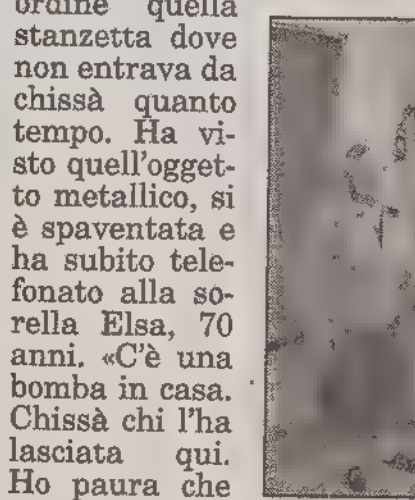 ordine quella
stanzetta dove
non entrava da
chissà quanto
tempo. Ha vi-
sto quell'ogget-
to metallico, si
è spaventata e
ha subito tele-
fonato alla so-
rella Elsa, 70
anni. «C'è una
bomba in casa.
Chissà chi l'ha
lasciata qui.
Ho paura che